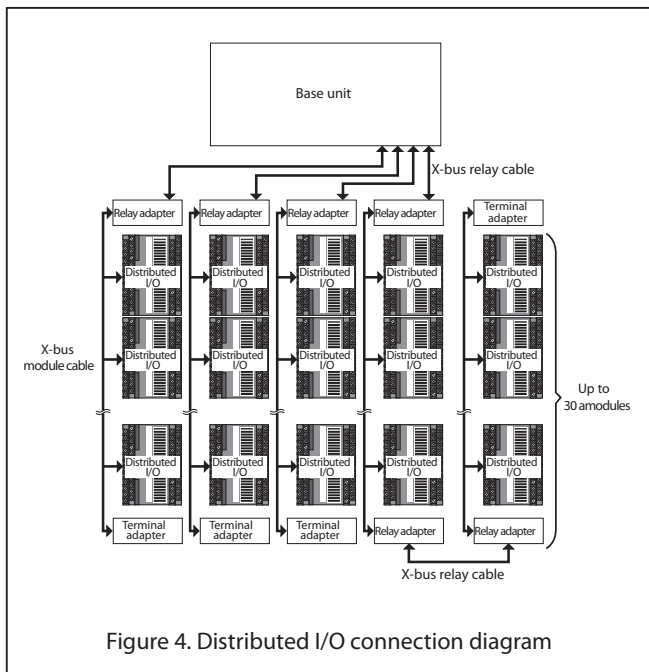 Base unit
X-bus relay cable
Relay adapter
Relay adapter
Relay adapter
Relay adapter
Terminal
adapter
Distributed
I/O
Distributed
I/O
Distributed
I/O
Distributed
I/O
Distributed
I/O
X-bus
module cable
Distributed
I/O
Distributed
I/O
Distributed
I/O
Distributed
I/O
Distributed
I/O
Up to
30 amodules
Distributed
I/O
Distributed
I/O
Distributed
I/O
Distributed
I/O
Distributed
I/O
Terminal
adapter
Terminal
adapter
Terminal
adapter
Relay adapter
Relay adapter
X-bus relay cable
Figure 4. Distributed I/O connection diagram